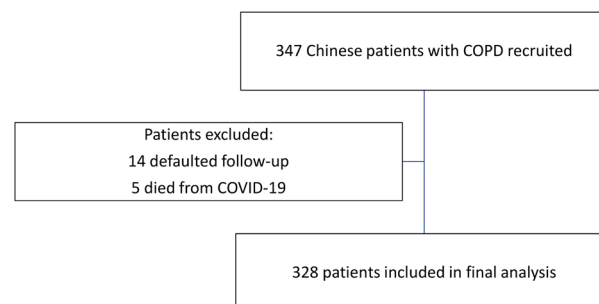 347 Chinese patients with COPD recruited
Patients excluded:
14 defaulted follow-up
5 died from COVID-19
328 patients included in final analysis